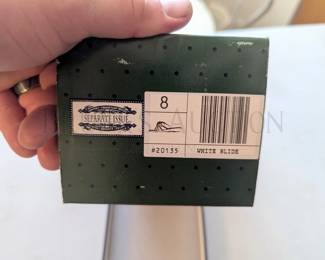 SEPARATE ISSUE
8
#20135
WHITE SLIDE